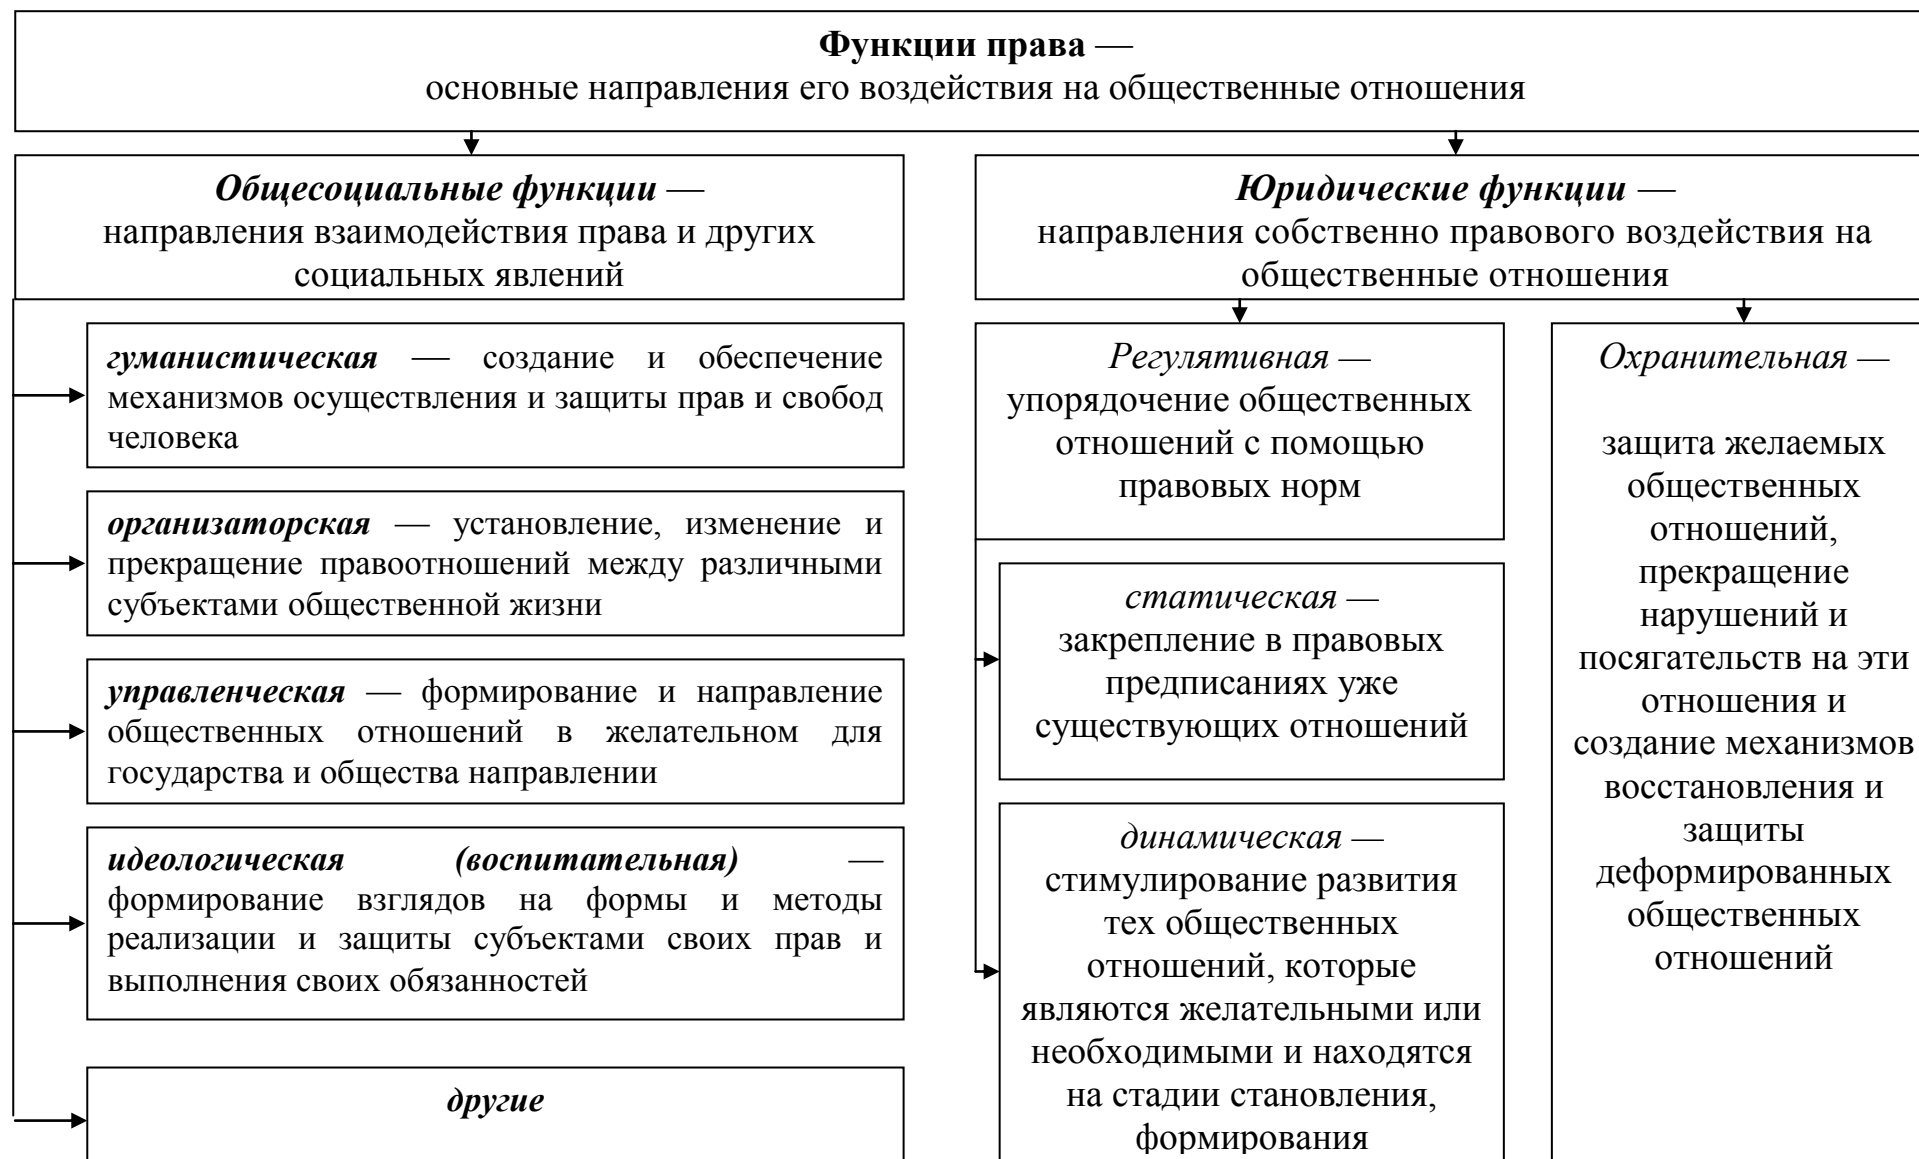 Функции права —
основные направления его воздействия на общественные отношения
Общесоциальные функции —
направления взаимодействия права и других
социальных явлений
гуманистическая — создание и обеспечение
механизмов осуществления и защиты прав и свобод
человека
организаторская — установление, изменение и
прекращение правоотношений между различными
субъектами общественной жизни
управленческая — формирование и направление
общественных отношений в желательном для
государства и общества направлении
идеологическая (воспитательная) —
формирование взглядов на формы и методы
реализации и защиты субъектами своих прав и
выполнения своих обязанностей
другие
Юридические функции —
направления собственно правового воздействия на
общественные отношения
Регулятивная —
упорядочение общественных
отношений с помощью
правовых норм
статическая —
закрепление в правовых
предписаниях уже
существующих отношений
динамическая —
стимулирование развития
тех общественных
отношений, которые
являются желательными или
необходимыми и находятся
на стадии становления,
формирования
Охранительная —
защита желаемых
общественных
отношений,
прекращение
нарушений и
посягательств на эти
отношения и
создание механизмов
восстановления и
защиты
деформированных
общественных
отношений